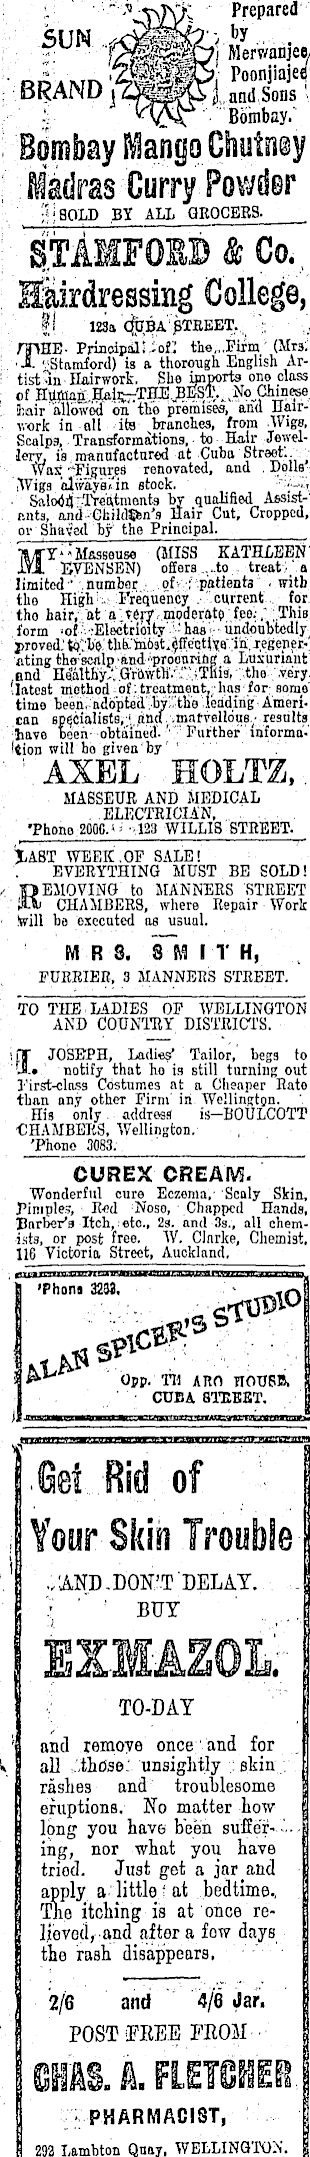 SUN
BRAND
Prepared
by
Merwanjee
Poonjiajee
and Sons
Bombay.
Bombay Mango Chutney
Madras Curry Powder
SOLD BY ALL GROCERS.
STAMFORD & Co.
Hairdressing College,
123a CUBA STREET.
THE Principal of the Firm (Mrs.
Stamford) is a thorough English Ar-
tist in Hairwork. She imports one class
of Human Hair—THE BEST. No Chinese
hair allowed on the premises, and Hair-
work in all its branches, from Wigs,
Scalps, Transformations, to Hair Jewel-
lery, is manufactured at Cuba Street.
Wax Figures renovated, and Dolls'
Wigs always in stock.
Saloon Treatments by qualified Assist-
ants, and Children's Hair Cut, Cropped,
or Shaved by the Principal.
MY Masseuse (MISS KATHLEEN
EVENSEN) offers to treat a
limited number of patients with
the High Frequency current for
the hair, at a very moderate fee. This
form of Electricity has undoubtedly
proved to be the most effective in regener-
ating the scalp and procuring a Luxuriant
and Healthy Growth. This, the very
latest method of treatment, has for some
time been adopted by the leading Ameri-
can specialists, and marvellous results
have been obtained. Further informa-
tion will be given by
AXEL HOLTZ,
MASSEUR AND MEDICAL
ELECTRICIAN,
'Phone 2006. 123 WILLIS STREET.
LAST WEEK OF SALE!
EVERYTHING MUST BE SOLD!
REMOVING to MANNERS STREET
CHAMBERS, where Repair Work
will be executed as usual.
MRS. SMITH,
FURRIER, 3 MANNERS STREET.
TO THE LADIES OF WELLINGTON
AND COUNTRY DISTRICTS.
I. JOSEPH, Ladies' Tailor, begs to
notify that he is still turning out
First-class Costumes at a Cheaper Rate
than any other Firm in Wellington.
His only address is—BOULCOTT
CHAMBERS, Wellington.
'Phone 3083.
CUREX CREAM.
Wonderful cure Eczema, Scaly Skin,
Pimples, Red Nose, Chapped Hands,
Barber's Itch, etc., 2s. and 3s., all chem-
ists, or post free. W. Clarke, Chemist,
116 Victoria Street, Auckland.
'Phone 3233.
ALAN SPICER'S STUDIO
Opp. TE ARO HOUSE,
CUBA STREET.
Get Rid of
Your Skin Trouble
AND DON'T DELAY.
BUY
EXMAZOL.
TO-DAY
and remove once and for
all those unsightly skin
rashes and troublesome
eruptions. No matter how
long you have been suffer-
ing, nor what you have
tried. Just get a jar and
apply a little at bedtime.
The itching is at once re-
lieved, and after a few days
the rash disappears.
2/6 and 4/6 Jar.
POST FREE FROM
CHAS. A. FLETCHER
PHARMACIST,
292 Lambton Quay, WELLINGTON.